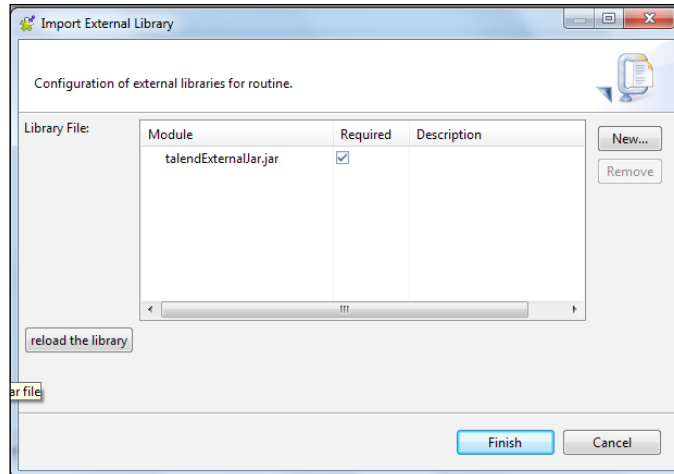 Import External Library
Configuration of external libraries for routine.
Library File:
Module Required Description
New...
talendExternalJar.jar
Remove
reload the library
ar file
Finish Cancel